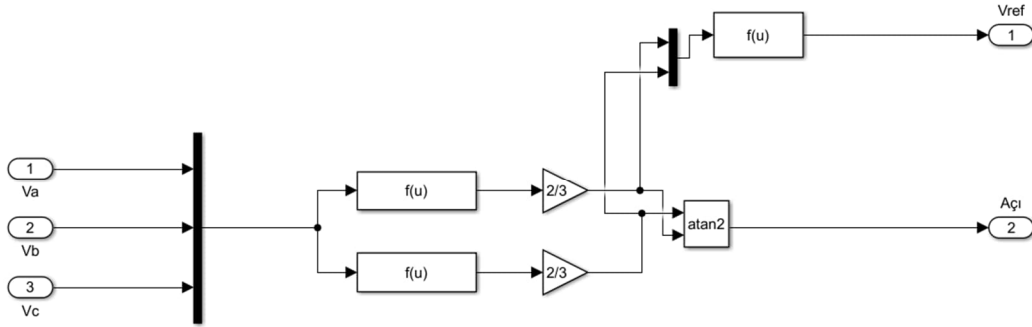 Vref
1
f(u)
1
Va
2
Vb
3
Vc
f(u)
2/3
f(u)
2/3
atan2
Açı
2